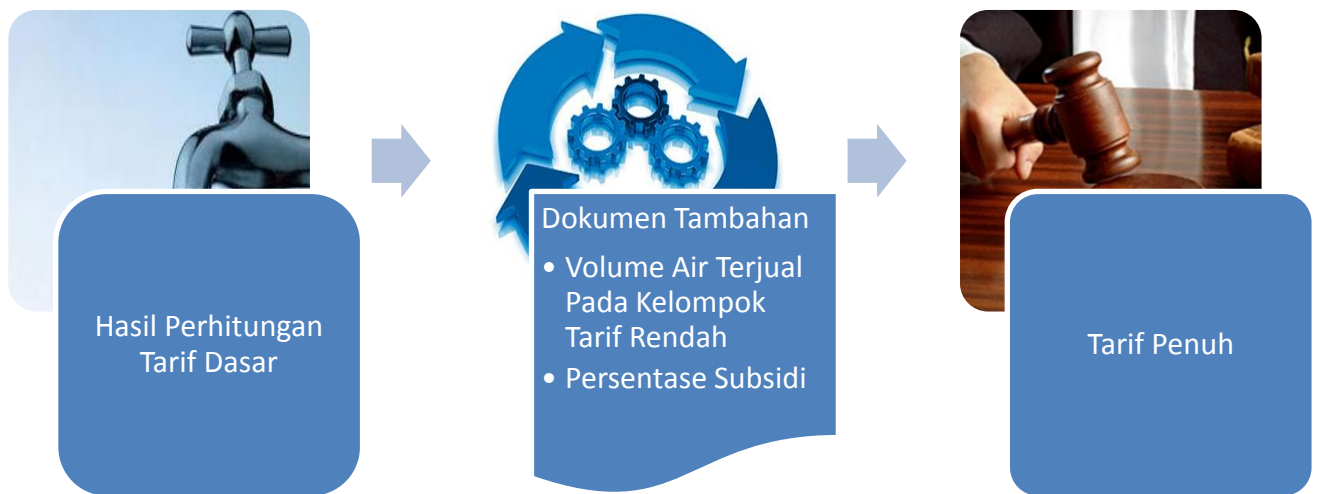 Hasil Perhitungan
Tarif Dasar
Dokumen Tambahan
• Volume Air Terjual
Pada Kelompok
Tarif Rendah
• Persentase Subsidi
Tarif Penuh